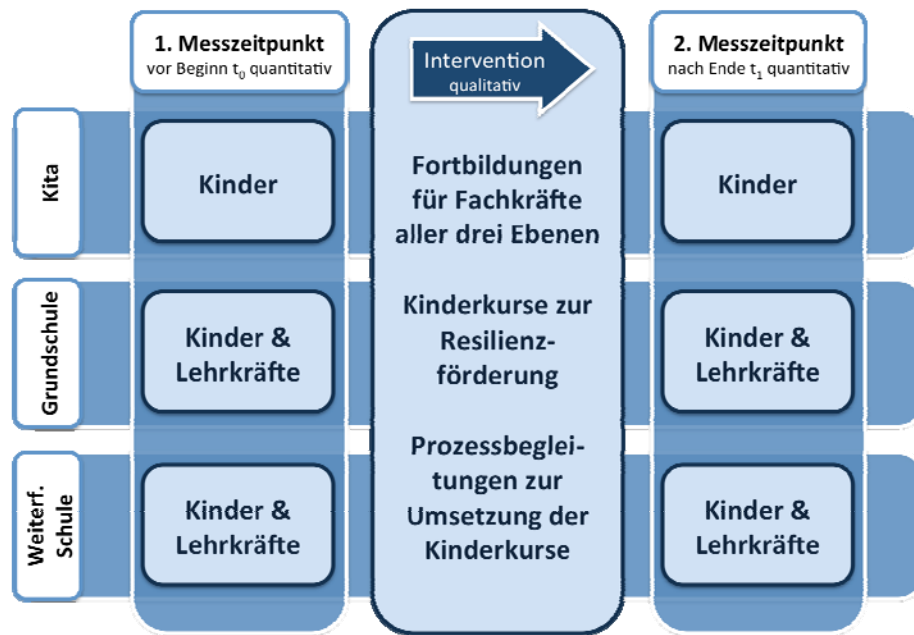 1. Messzeitpunkt
vor Beginn t₀ quantitativ
Intervention
qualitativ
2. Messzeitpunkt
nach Ende t₁ quantitativ
Kita
Kinder
Fortbildungen
für Fachkräfte
aller drei Ebenen
Kinder
Grundschule
Kinder &
Lehrkräfte
Kinderkurse zur
Resilienz-
förderung
Kinder &
Lehrkräfte
Weiterf.
Schule
Kinder &
Lehrkräfte
Prozessbeglei-
tungen zur
Umsetzung der
Kinderkurse
Kinder &
Lehrkräfte